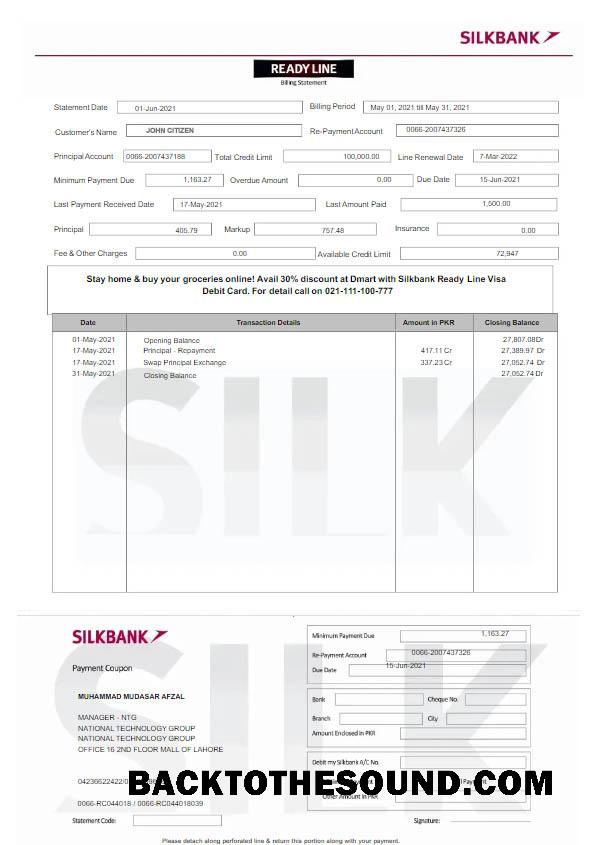 SILKBANK
READY LINE
Billing Statement
Statement Date 01-Jun-2021 Billing Period May 01, 2021 till May 31, 2021
Customer's Name JOHN CITIZEN Re-Payment Account 0066-2007437326
Principal Account 0066-2007437188 Total Credit Limit 100,000.00 Line Renewal Date 7-Mar-2022
Minimum Payment Due 1,163.27 Overdue Amount 0.00 Due Date 15-Jun-2021
Last Payment Received Date 17-May-2021 Last Amount Paid 1,500.00
Principal 405.79 Markup 757.48 Insurance 0.00
Fee & Other Charges 0.00 Available Credit Limit 72,947
Stay home & buy your groceries online! Avail 30% discount at Dmart with Silkbank Ready Line Visa
Debit Card. For detail call on 021-111-100-777
Date Transaction Details Amount in PKR Closing Balance
01-May-2021 Opening Balance 27,807.08Dr
17-May-2021 Principal - Repayment 417.11 Cr 27,389.97 Dr
17-May-2021 Swap Principal Exchange 337.23 Cr 27,052.74 Dr
31-May-2021 Closing Balance 27,052.74 Dr
SILK
SILKBANK
Payment Coupon
MUHAMMAD MUDASAR AFZAL
MANAGER - NTG
NATIONAL TECHNOLOGY GROUP
NATIONAL TECHNOLOGY GROUP
OFFICE 16 2ND FLOOR MALL OF LAHORE
0066-RC044018 / 0066-RC044018039
Statement Code:
Minimum Payment Due 1,163.27
Re-Payment Account 0066-2007437326
Due Date 15-Jun-2021
Bank Cheque No.
Branch City
Amount Enclosed in PKR
Debit my Silkbank A/C No.
Other Amount in PKR
Signature:
SILK
BACKTOTHESOUND.COM
Please detach along perforated line & return this portion along with your payment.